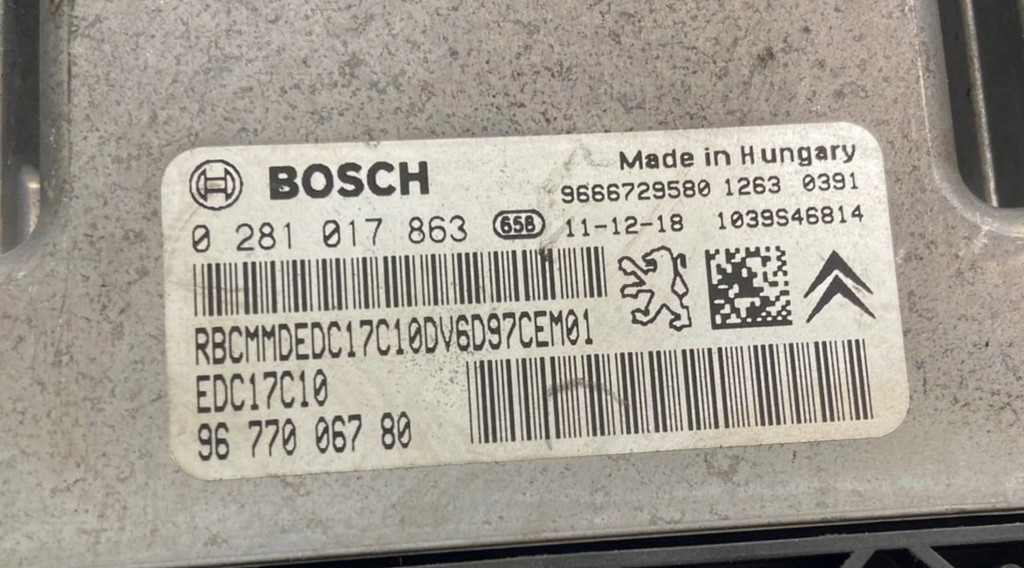 BOSCH
Made in Hungary
9666729580 1263 0391
0 281 017 863 658 11-12-18 1039S46814
RBCMMDEDC17C10DV6D97CEM01
EDC17C10
96 770 067 80